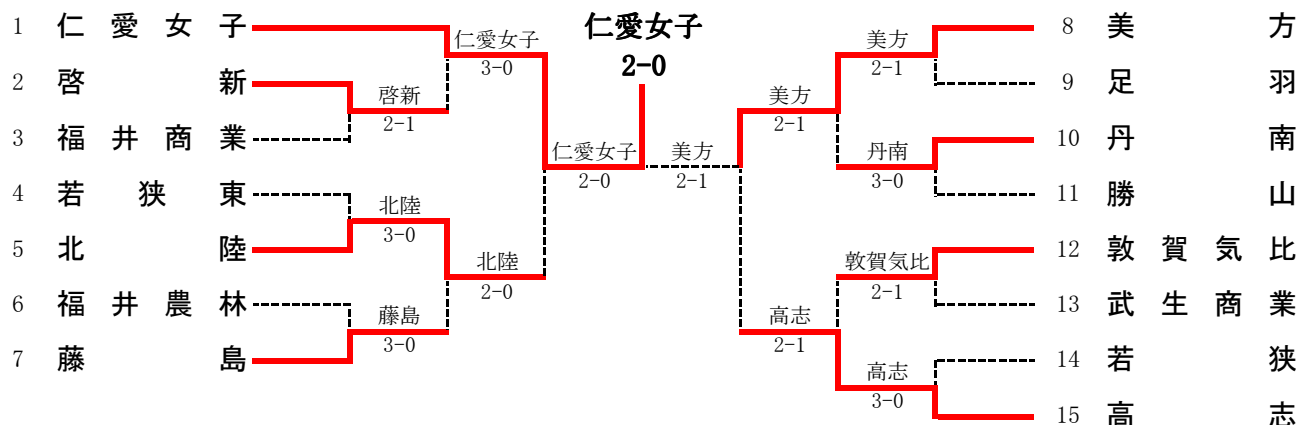 仁愛女子
2-0
1 仁愛女子
2 啓新
3 福井商業
4 若狭東
5 北陸
6 福井農林
7 藤島
啓新
2-1
北陸
3-0
藤島
3-0
仁愛女子
3-0
北陸
2-0
仁愛女子
2-0
美方
2-1
美方
2-1
高志
2-1
美方
2-1
丹南
3-0
敦賀気比
2-1
高志
3-0
8 美方
9 足羽
10 丹南
11 勝山
12 敦賀気比
13 武生商業
14 若狭
15 高志